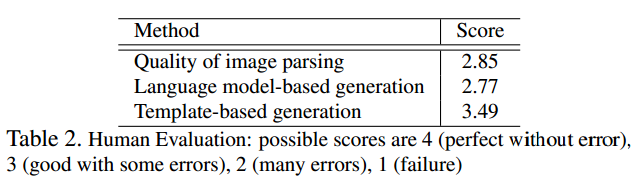 Method Score
Quality of image parsing 2.85
Language model-based generation 2.77
Template-based generation 3.49
Table 2. Human Evaluation: possible scores are 4 (perfect without error),
3 (good with some errors), 2 (many errors), 1 (failure)